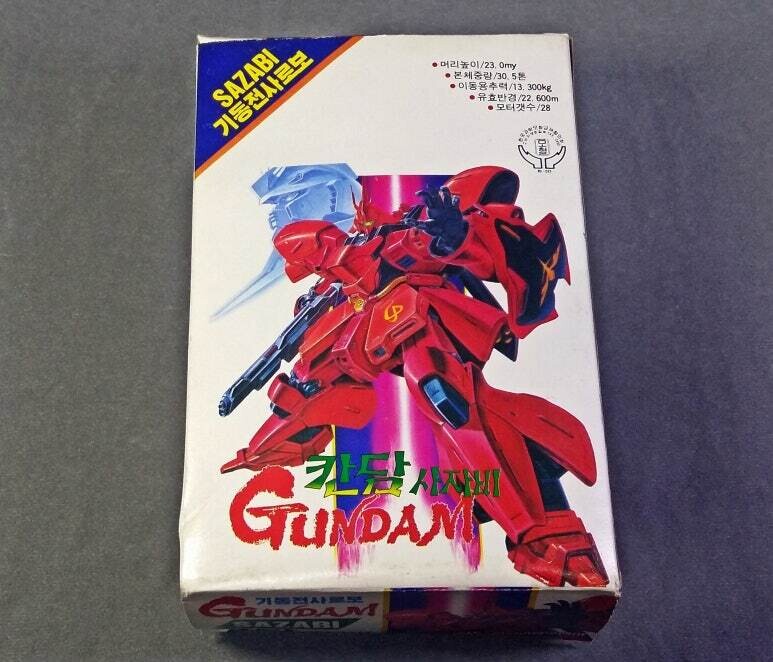 SAZABI
기동전사로보
• 머리높이/23. 0my
• 본체중량/30. 5톤
• 이동용추력/13. 300kg
• 유효반경/22. 600m
• 모터갯수/28
칸담 사자비
GUNDAM
기동전사로보
GUNDAM
SAZABI